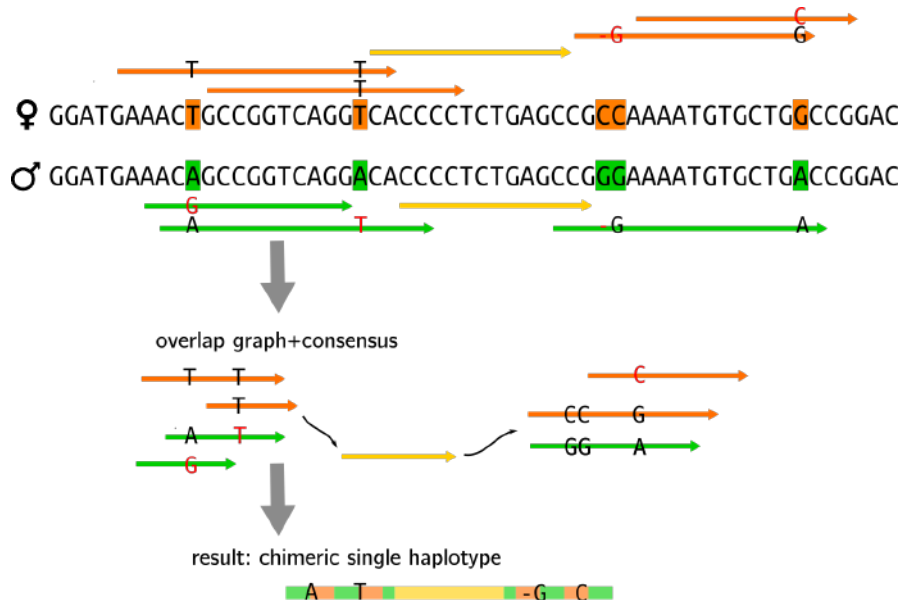 C
-G G
T T
T
♀ GGATGAAACTGCCGGTCAGGTCACCCCTCTGAGCCGCCAAAATGTGCTGGCCGGAC
♂ GGATGAAACAGCCGGTCAGGACACCCCTCTGAGCCGGGAAAATGTGCTGACCGGAC
G
A T -G A
overlap graph+consensus
T T C
T CC G
A T GG A
G
result: chimeric single haplotype
A T -G C